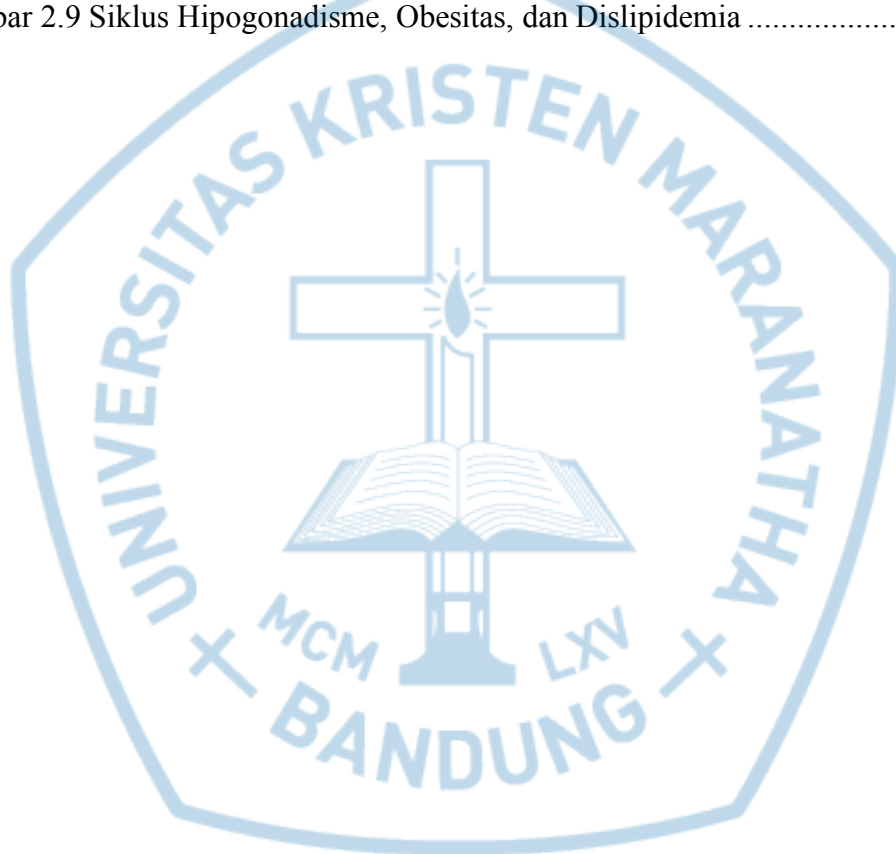 bar 2.9 Siklus Hipogonadisme, Obesitas, dan Dislipidemia ..................
UNIVERSITAS KRISTEN MARANATHA
MCM LXV
BANDUNG